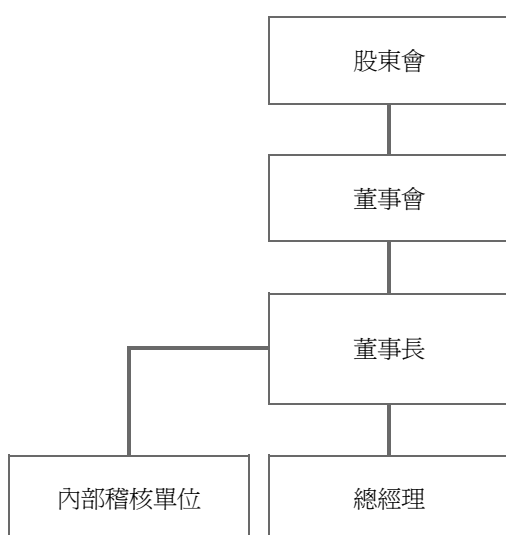 股東會
董事會
董事長
內部稽核單位
總經理